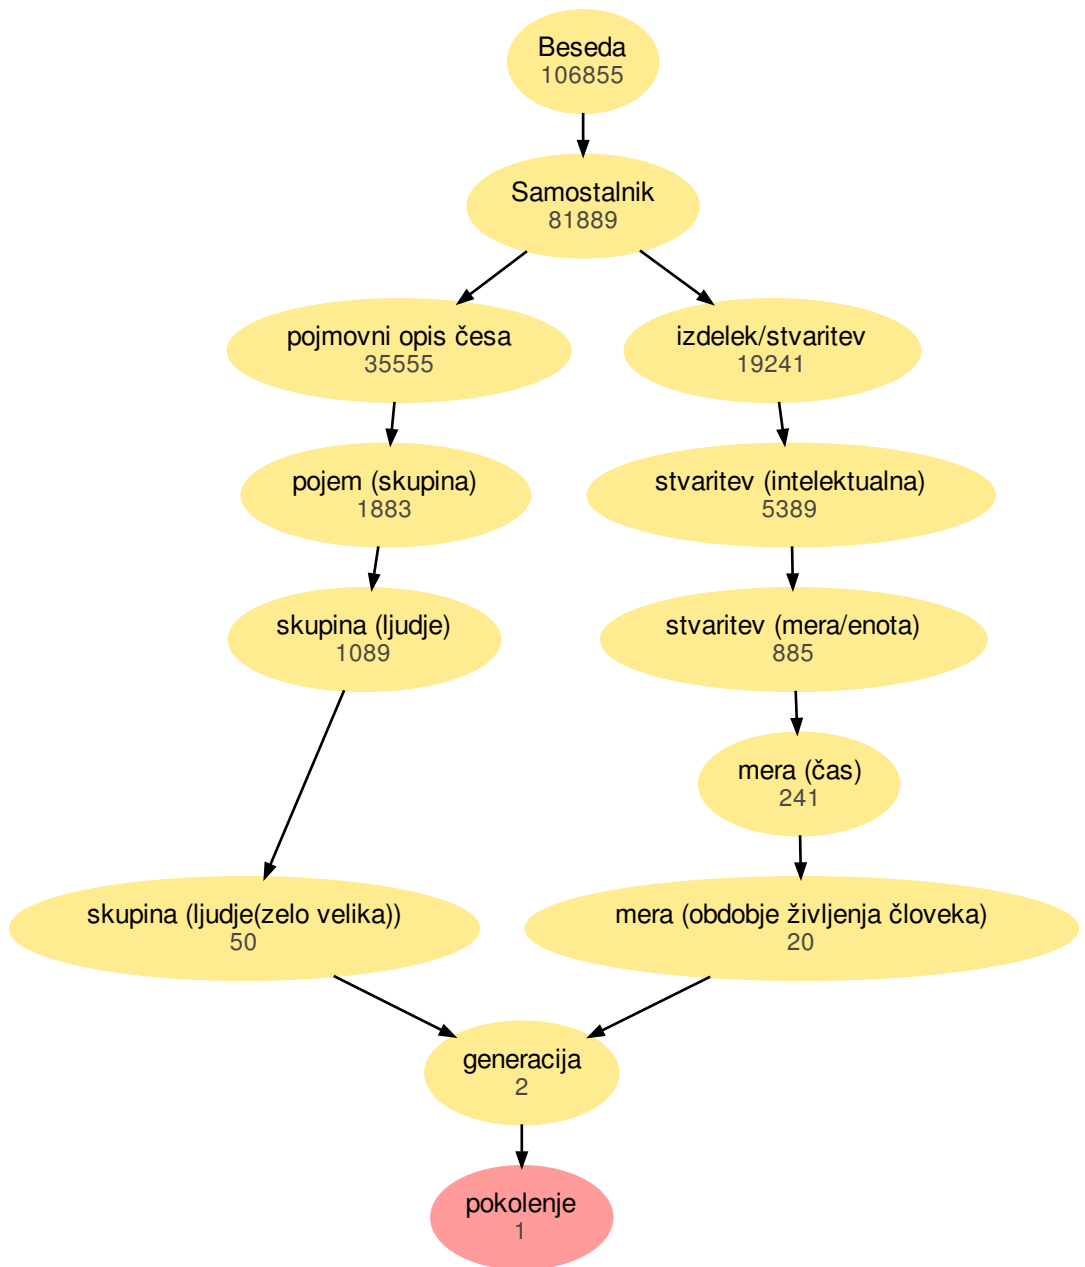 Beseda
106855
Samostalnik
81889
pojmovni opis česa
35555
izdelek/stvaritev
19241
pojem (skupina)
1883
stvaritev (intelektualna)
5389
skupina (ljudje)
1089
stvaritev (mera/enota)
885
mera (čas)
241
skupina (ljudje(zelo velika))
50
mera (obdobje življenja človeka)
20
generacija
2
pokolenje
1